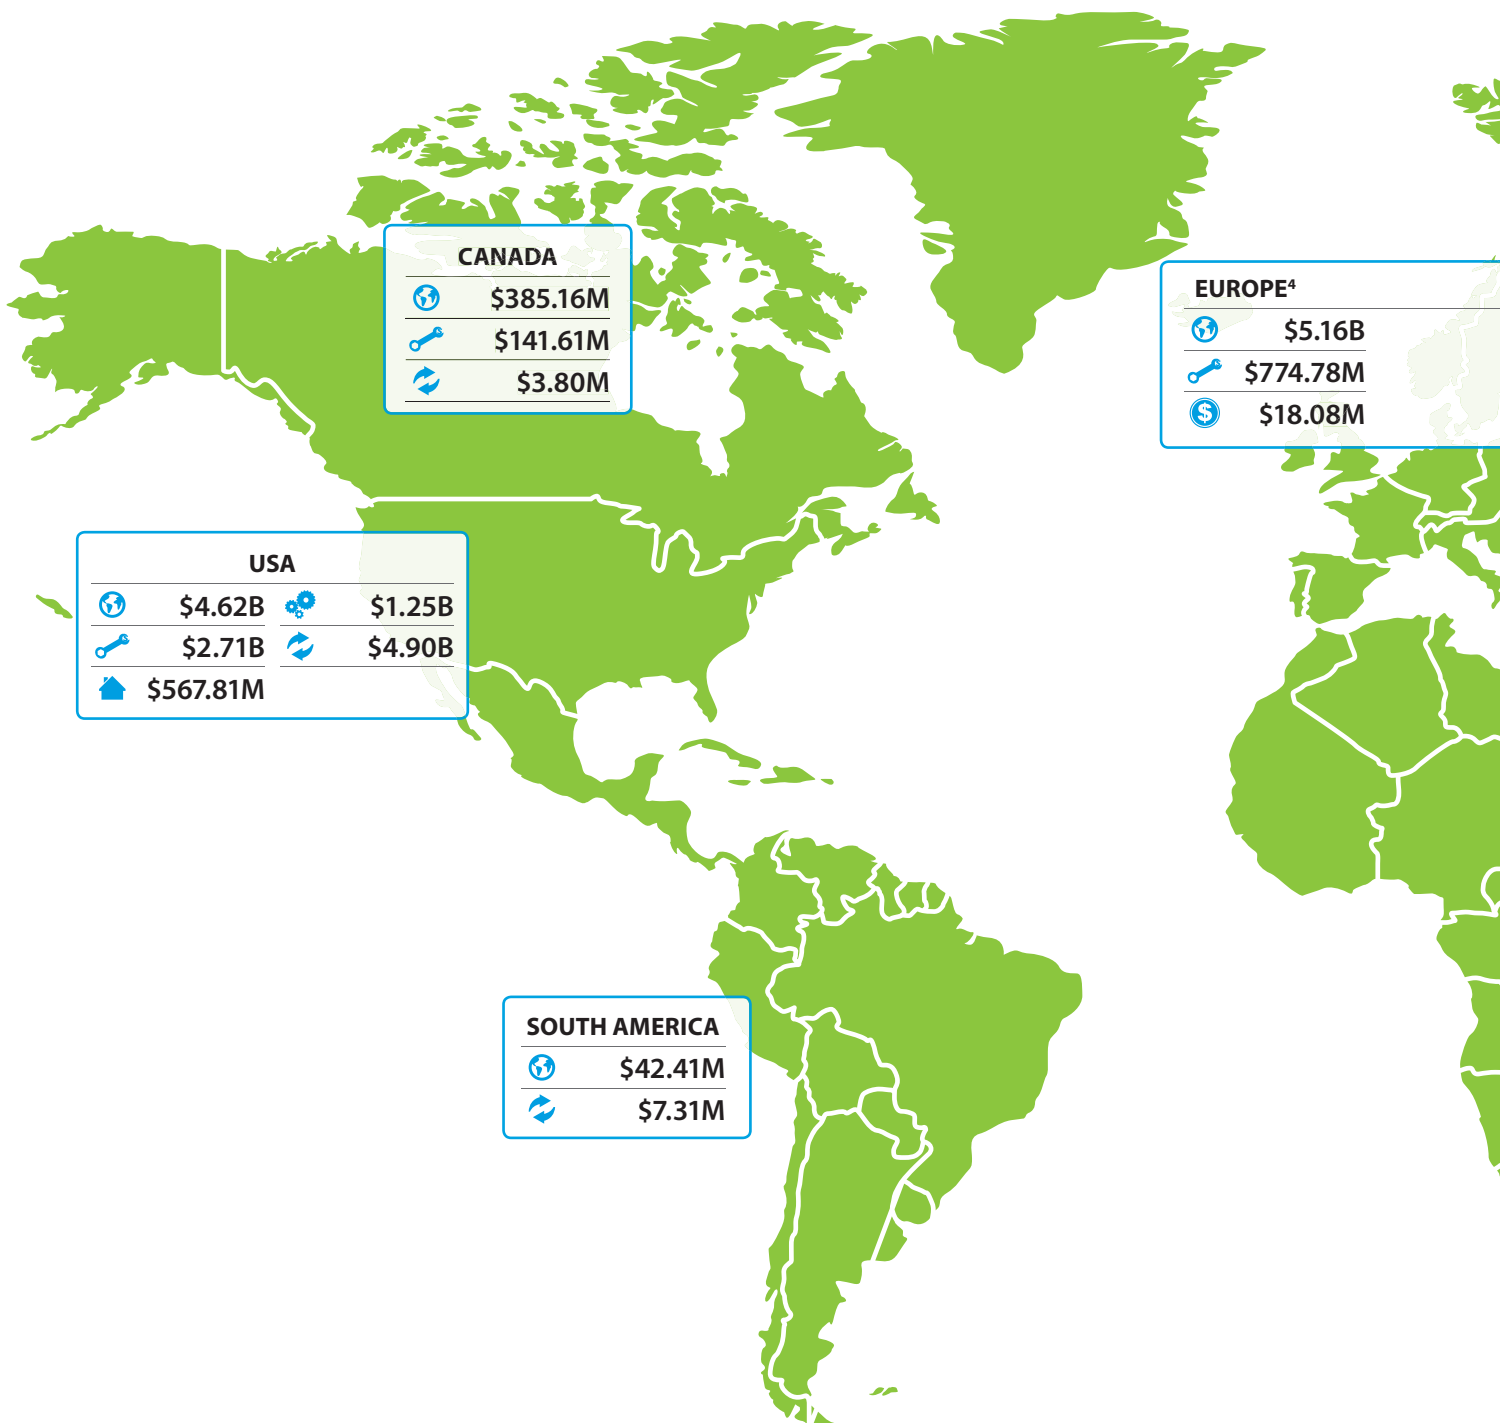 CANADA
$385.16M
$141.61M
$3.80M
EUROPE⁴
$5.16B
$774.78M
$18.08M
USA
$4.62B $1.25B
$2.71B $4.90B
$567.81M
SOUTH AMERICA
$42.41M
$7.31M